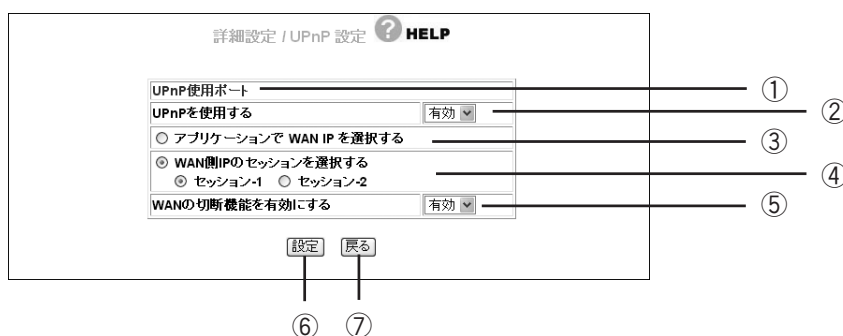 詳細設定 / UPnP 設定 ? HELP
UPnP使用ポート ①
UPnPを使用する 有効 ②
アプリケーションで WAN IP を選択する ③
WAN側IPのセッションを選択する
セッション-1 セッション-2 ④
WANの切断機能を有効にする 有効 ⑤
設定 戻る
⑥ ⑦